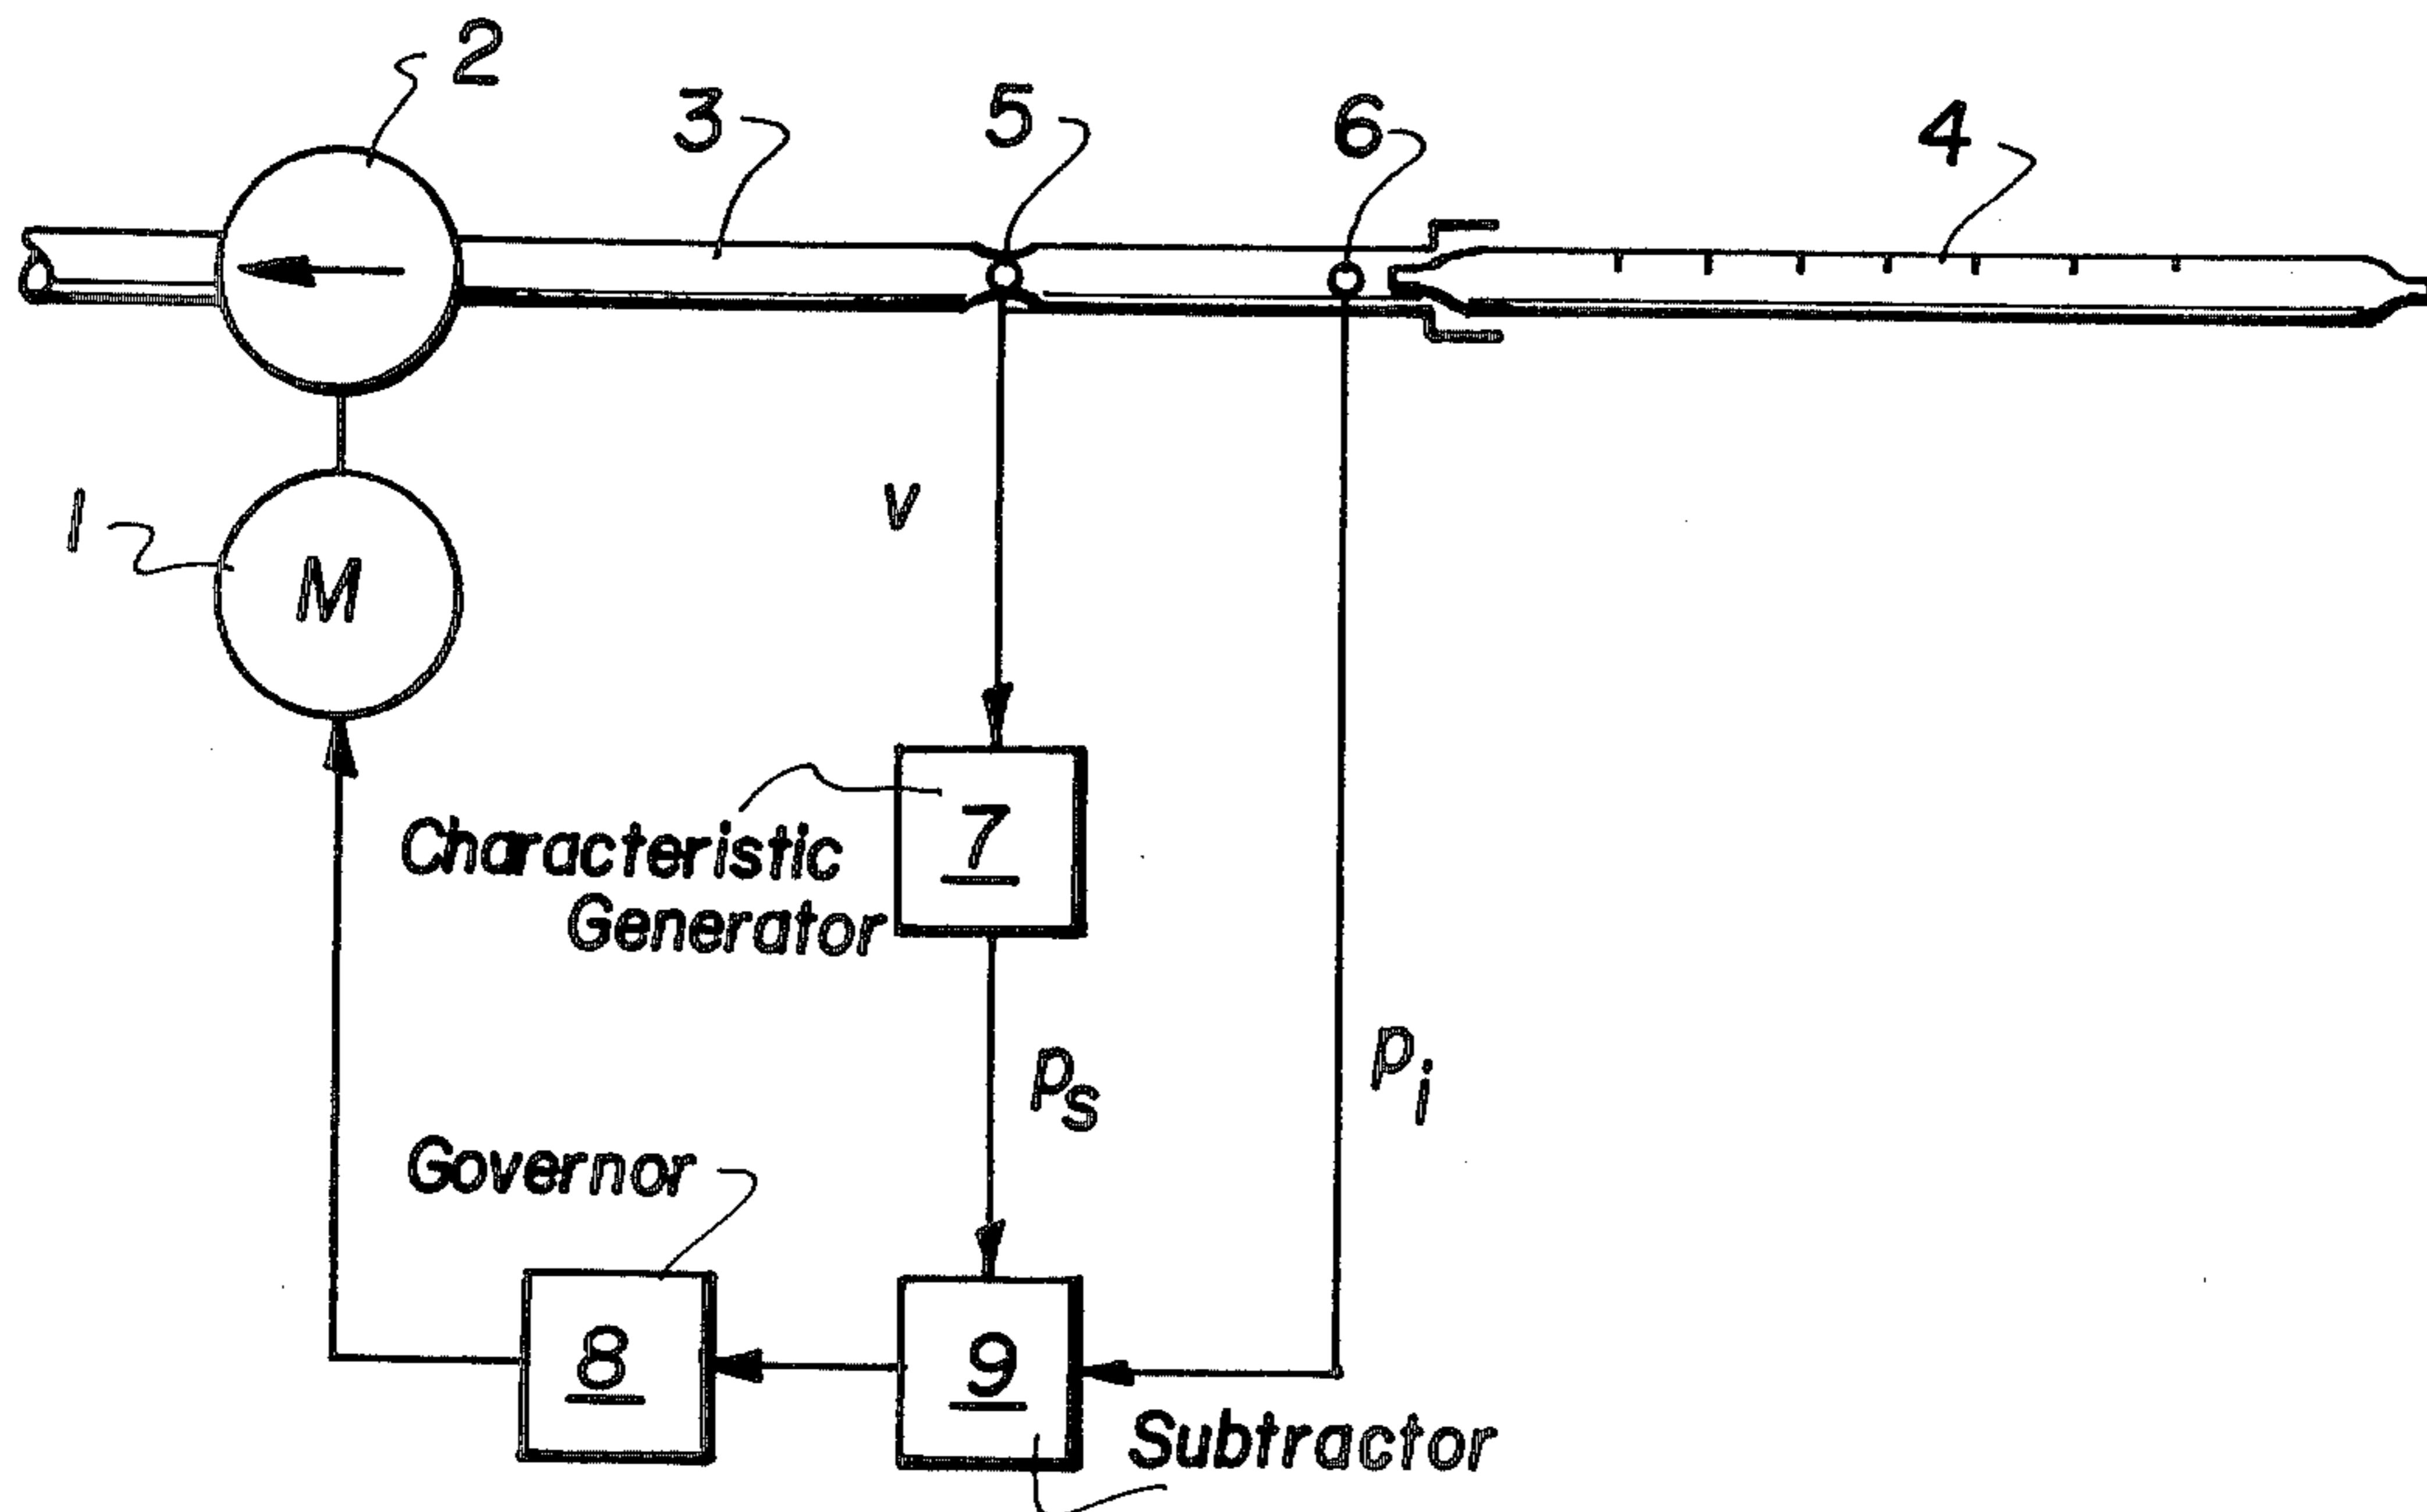 2
3
5
6
4
1
M
v
7
Characteristic
Generator
ps
pi
Governor
8
9
Subtractor